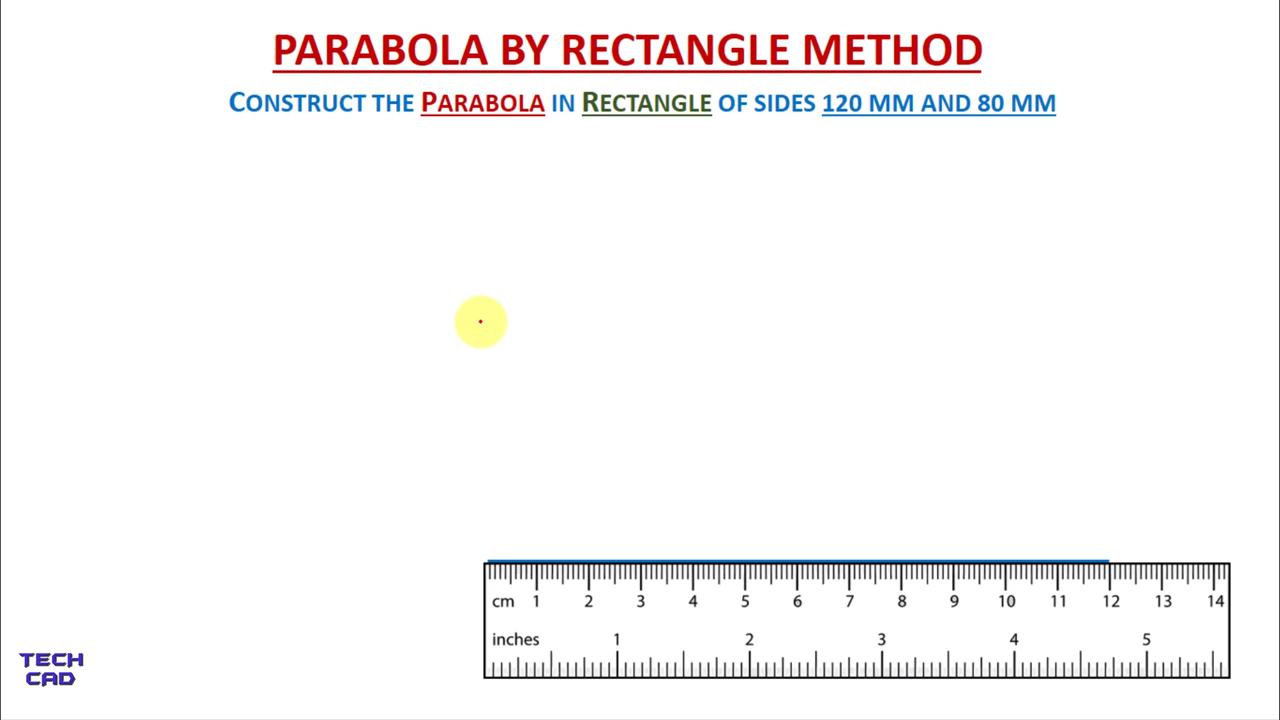 PARABOLA BY RECTANGLE METHOD
CONSTRUCT THE PARABOLA IN RECTANGLE OF SIDES 120 MM AND 80 MM
cm 1 2 3 4 5 6 7 8 9 10 11 12 13 14
inches 1 2 3 4 5
TECH
CAD